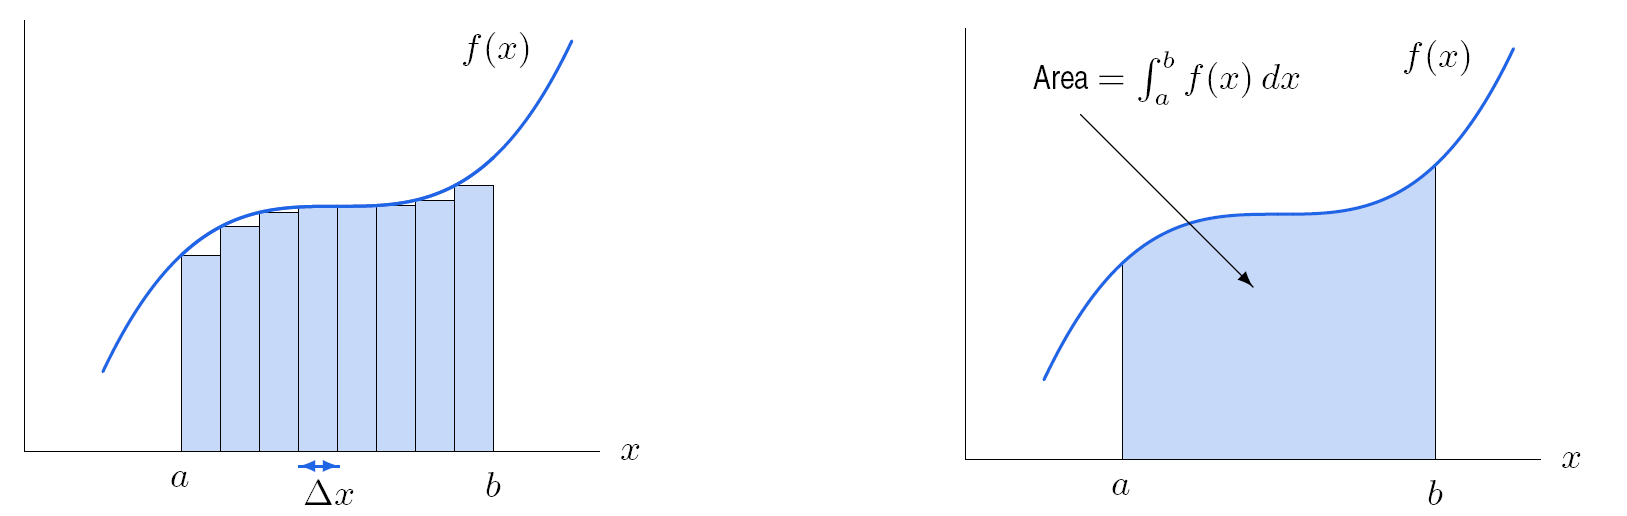 f(x)
x
a
b
Δx
Area = ∫_a^b f(x) dx
f(x)
x
a
b